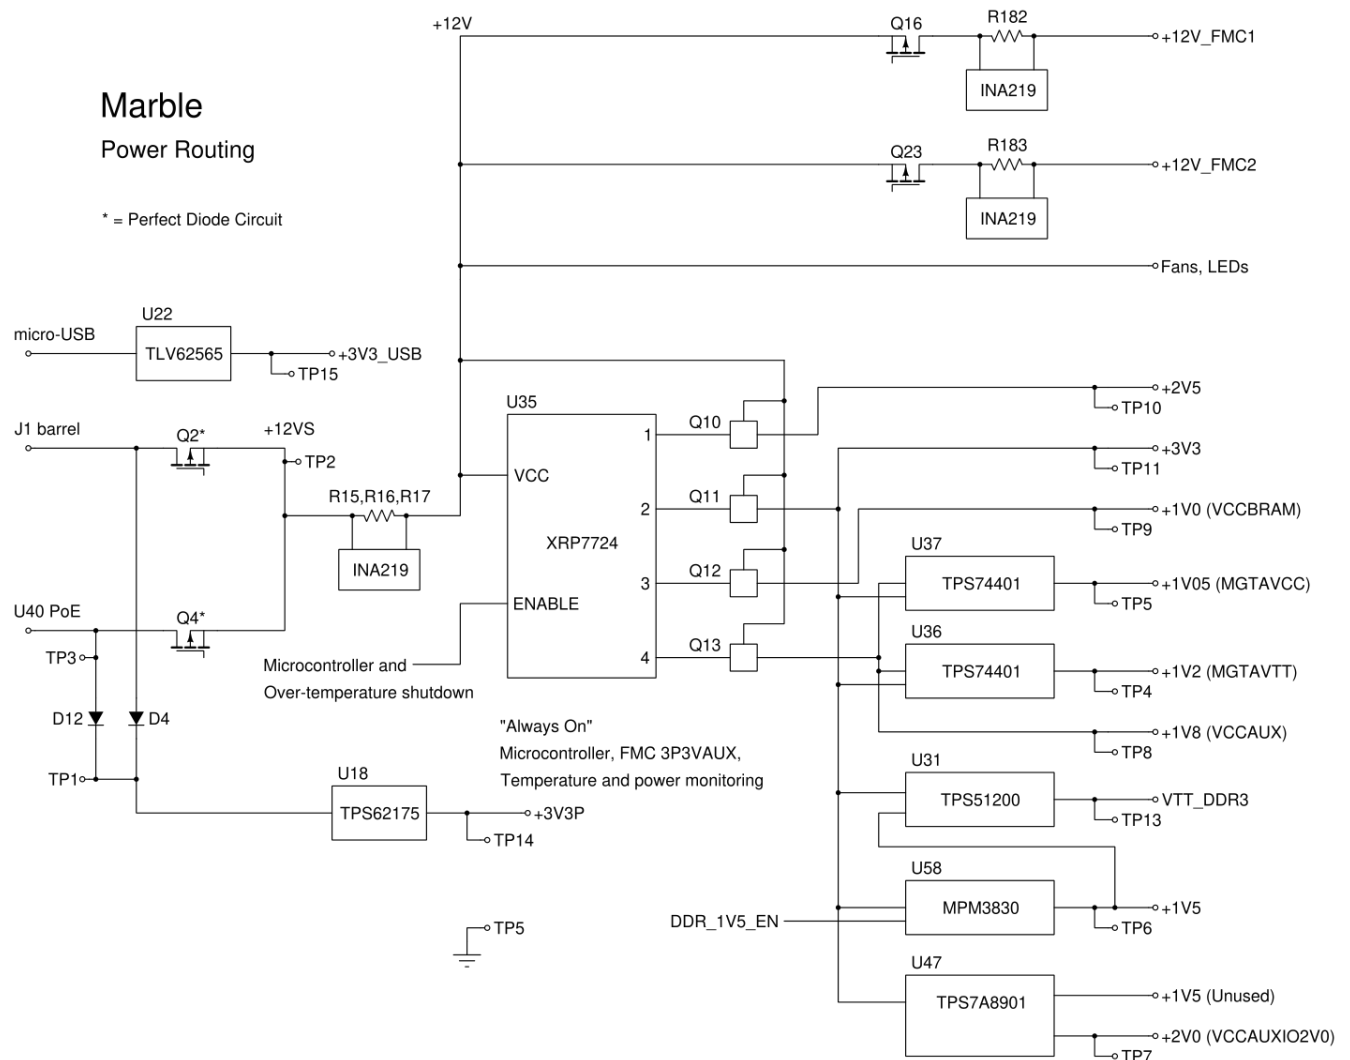 +12V
Q16
R182
+12V_FMC1
INA219
Marble
Power Routing
* = Perfect Diode Circuit
Q23
R183
+12V_FMC2
INA219
Fans, LEDs
micro-USB
U22
TLV62565
+3V3_USB
TP15
J1 barrel
Q2*
+12VS
TP2
R15,R16,R17
INA219
U40 PoE
Q4*
TP3
D12
D4
TP1
Microcontroller and
Over-temperature shutdown
U35
VCC
XRP7724
ENABLE
1
2
3
4
Q10
Q11
Q12
Q13
"Always On"
Microcontroller, FMC 3P3VAUX,
Temperature and power monitoring
U18
TPS62175
+3V3P
TP14
TP5
+2V5
TP10
+3V3
TP11
+1V0 (VCCBRAM)
TP9
U37
TPS74401
+1V05 (MGTAVCC)
TP5
U36
TPS74401
+1V2 (MGTAVTT)
TP4
+1V8 (VCCAUX)
TP8
U31
TPS51200
VTT_DDR3
TP13
U58
MPM3830
DDR_1V5_EN
+1V5
TP6
U47
TPS7A8901
+1V5 (Unused)
+2V0 (VCCAUXIO2V0)
TP7